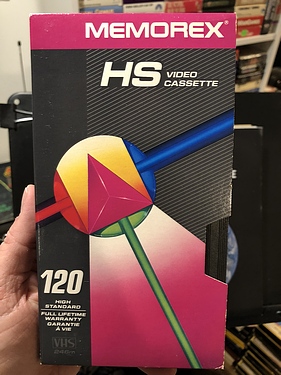 MEMOREX®
HS VIDEO
CASSETTE
120
HIGH
STANDARD
FULL LIFETIME
WARRANTY
GARANTIE
À VIE
VHS